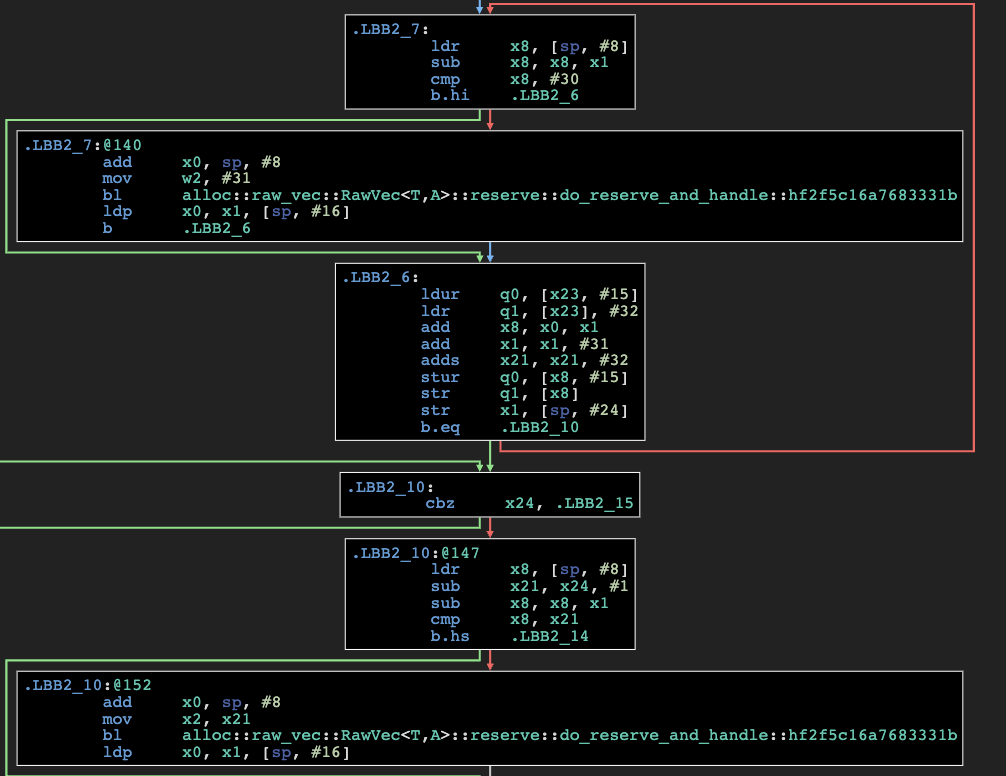 .LBB2_7:
ldr x8, [sp, #8]
sub x8, x8, x1
cmp x8, #30
b.hi .LBB2_6
.LBB2_7:@140
add x0, sp, #8
mov w2, #31
bl alloc::raw_vec::RawVec<T,A>::reserve::do_reserve_and_handle::hf2f5c16a7683331b
ldp x0, x1, [sp, #16]
b .LBB2_6
.LBB2_6:
ldur q0, [x23, #15]
ldr q1, [x23], #32
add x8, x0, x1
add x1, x1, #31
adds x21, x21, #32
stur q0, [x8, #15]
str q1, [x8]
str x1, [sp, #24]
b.eq .LBB2_10
.LBB2_10:
cbz x24, .LBB2_15
.LBB2_10:@147
ldr x8, [sp, #8]
sub x21, x24, #1
sub x8, x8, x1
cmp x8, x21
b.hs .LBB2_14
.LBB2_10:@152
add x0, sp, #8
mov x2, x21
bl alloc::raw_vec::RawVec<T,A>::reserve::do_reserve_and_handle::hf2f5c16a7683331b
ldp x0, x1, [sp, #16]